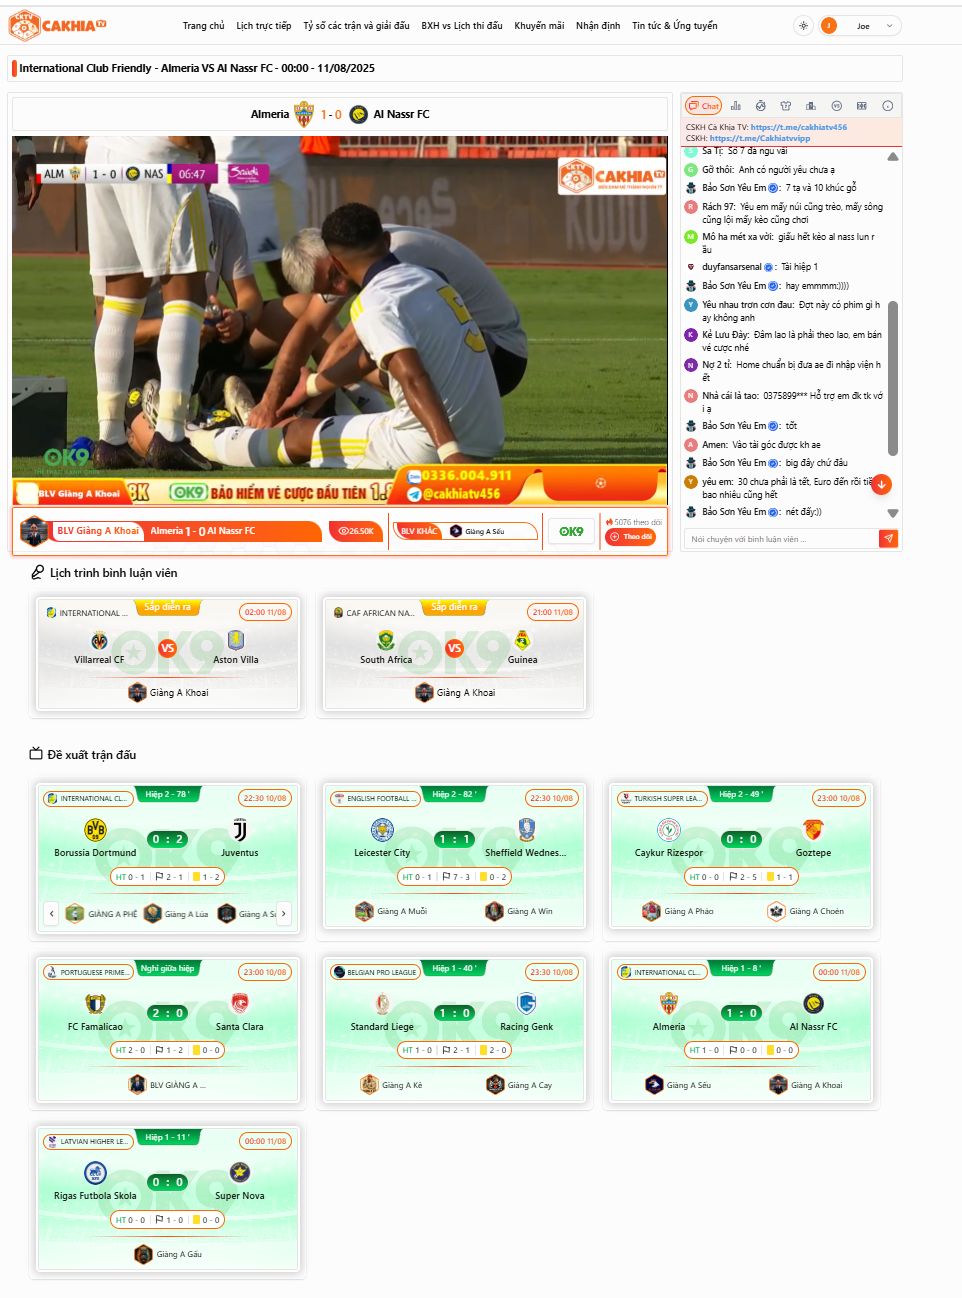 CAKHIA TV
Trang chủ
Lịch trực tiếp
Tỷ số các trận và giải đấu
BXH vs Lịch thi đấu
Khuyến mãi
Nhận định
Tin tức & Ứng tuyển
J
Joe
International Club Friendly - Almeria VS Al Nassr FC - 00:00 - 11/08/2025
Almeria 1 - 0 Al Nassr FC
ALM 1 - 0 NAS 06:47
CAKHIA TV
OK9
BLV Giàng A Khoai
8K
OK9 BẢO HIỂM VÉ CƯỢC ĐẦU TIÊN 1.8
0336.004.911
@cakhiatv456
BLV Giàng A Khoai
Almeria 1 - 0 Al Nassr FC
26.50K
BLV KHÁC
Giàng A Sếu
OK9
5076 theo dõi
Theo dõi
Chat
CSKH Cà Khịa TV: https://t.me/cakhiatv456
CSKH: https://t.me/Cakhiatvvipp
Sa Tị: Số 7 đá ngu vãi
G Gỡ thôi: Anh có người yêu chưa ạ
Bảo Sơn Yêu Em: 7 tạ và 10 khúc gỗ
R Rách 97: Yêu em mấy núi cũng trèo, mấy sông
cũng lội mấy kèo cũng chơi
M Mô ha mét xa vời: giấu hết kèo al nass lun r
ầu
duyfansarsenal: Tài hiệp 1
Bảo Sơn Yêu Em: hay emmmm:))))
Y Yêu nhau trơn cơn đau: Đợt này có phim gì h
ay không anh
K Kẻ Lưu Đày: Đâm lao là phải theo lao, em bán
vé cược nhé
N Nợ 2 tỉ: Home chuẩn bị đưa ae đi nhập viện h
ết
N Nhà cái là tao: 0375899*** Hỗ trợ em đk tk vớ
i ạ
Bảo Sơn Yêu Em: tốt
A Amen: Vào tài góc được kh ae
Bảo Sơn Yêu Em: big đấy chứ đâu
Y yêu em: 30 chưa phải là tết, Euro đến rồi tiề
bao nhiêu cũng hết
Bảo Sơn Yêu Em: nét đấy:))
Nói chuyện với bình luận viên ...
Lịch trình bình luận viên
INTERNATIONAL ...
Sắp diễn ra
02:00 11/08
Villarreal CF
VS
Aston Villa
Giàng A Khoai
CAF AFRICAN NA...
Sắp diễn ra
21:00 11/08
South Africa
VS
Guinea
Giàng A Khoai
Đề xuất trận đấu
INTERNATIONAL CL...
Hiệp 2 - 78 '
22:30 10/08
Borussia Dortmund
0 : 2
Juventus
HT 0 - 1
2 - 1
1 - 2
GIÀNG A PHÊ
Giàng A Lúa
ENGLISH FOOTBALL ...
Hiệp 2 - 82 '
22:30 10/08
Leicester City
1 : 1
Sheffield Wednes...
HT 0 - 1
7 - 3
0 - 2
Giàng A Muỗi
Giàng A Win
TURKISH SUPER LEA...
Hiệp 2 - 49 '
23:00 10/08
Caykur Rizespor
0 : 0
Goztepe
HT 0 - 0
2 - 5
1 - 1
Giàng A Pháo
Giàng A Choén
PORTUGUESE PRIME...
Nghỉ giữa hiệp
23:00 10/08
FC Famalicao
2 : 0
Santa Clara
HT 2 - 0
1 - 2
0 - 0
BLV GIÀNG A ...
BELGIAN PRO LEAGUE
Hiệp 1 - 40 '
23:30 10/08
Standard Liege
1 : 0
Racing Genk
HT 1 - 0
2 - 1
2 - 0
Giàng A Kê
Giàng A Cay
INTERNATIONAL CL...
Hiệp 1 - 8 '
00:00 11/08
Almeria
1 : 0
Al Nassr FC
HT 1 - 0
0 - 0
0 - 0
Giàng A Sếu
Giàng A Khoai
LATVIAN HIGHER LE...
Hiệp 1 - 11 '
00:00 11/08
Rigas Futbola Skola
0 : 0
Super Nova
HT 0 - 0
1 - 0
0 - 0
Giàng A Gấu